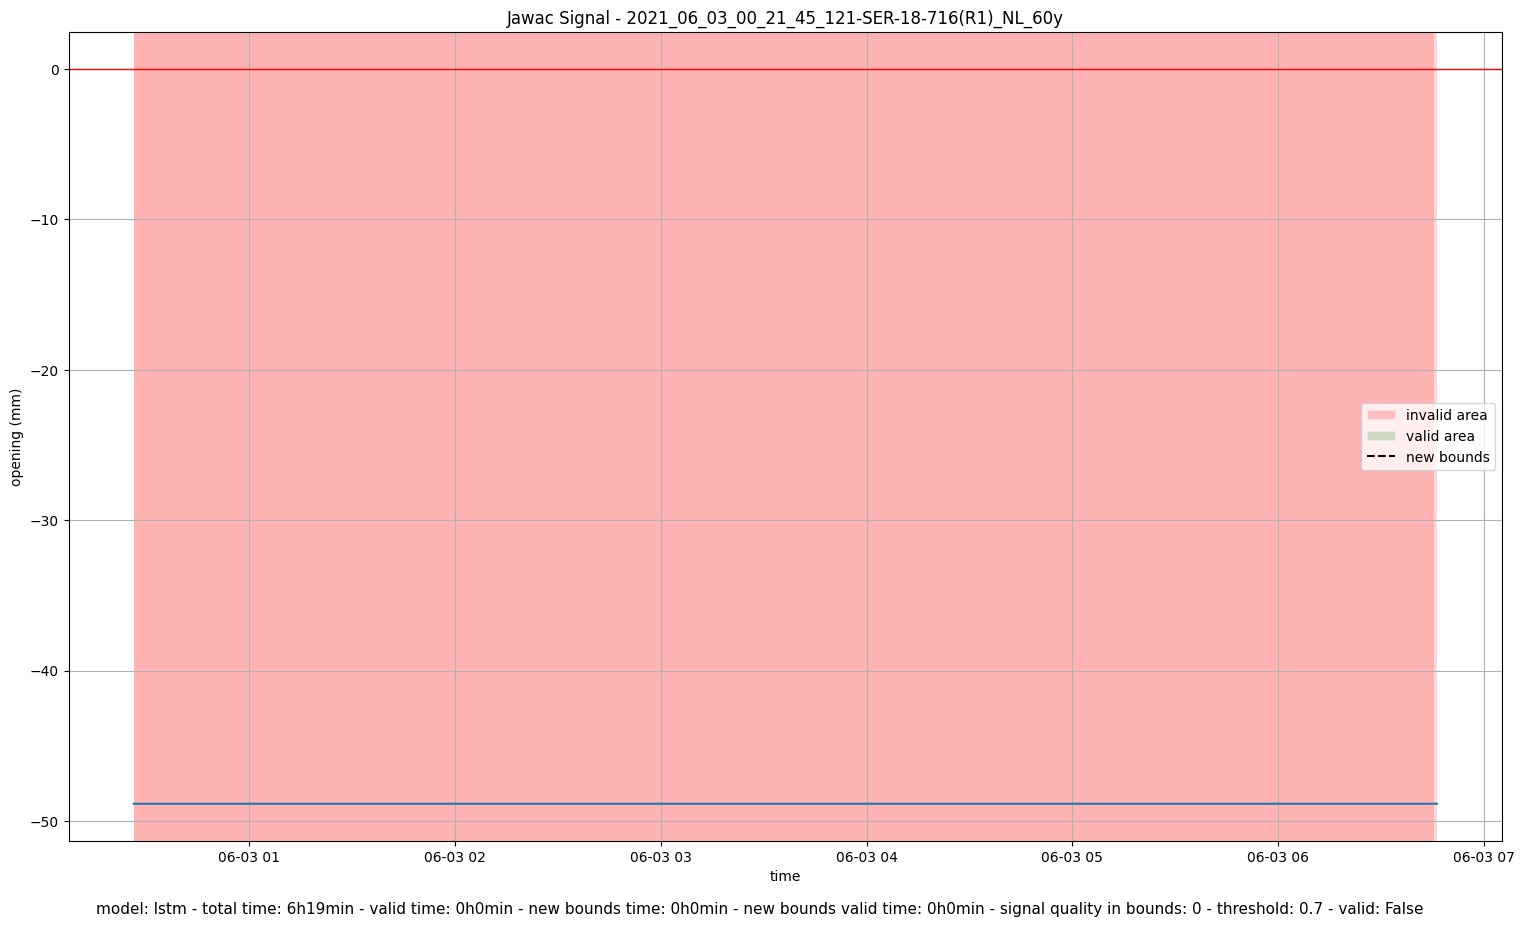 Jawac Signal - 2021_06_03_00_21_45_121-SER-18-716(R1)_NL_60y
0
−10
−20
−30
−40
−50
opening (mm)
invalid area
valid area
new bounds
06-03 01
06-03 02
06-03 03
06-03 04
06-03 05
06-03 06
06-03 07
time
model: lstm - total time: 6h19min - valid time: 0h0min - new bounds time: 0h0min - new bounds valid time: 0h0min - signal quality in bounds: 0 - threshold: 0.7 - valid: False